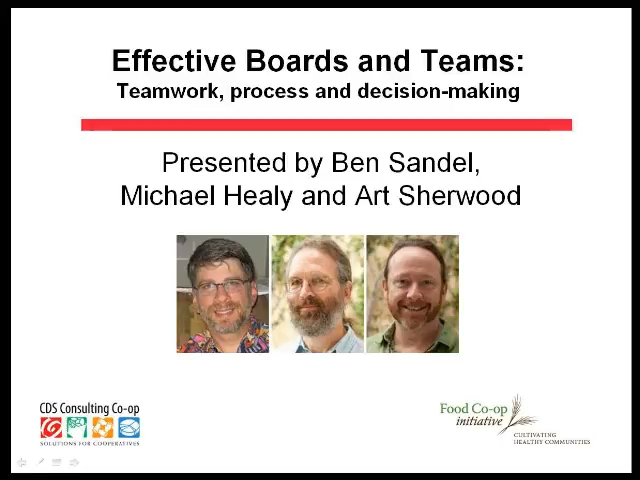 Effective Boards and Teams:
Teamwork, process and decision-making
Presented by Ben Sandel,
Michael Healy and Art Sherwood
CDS Consulting Co-op
SOLUTIONS FOR COOPERATIVES
Food Co-op
initiative
CULTIVATING
HEALTHY COMMUNITIES